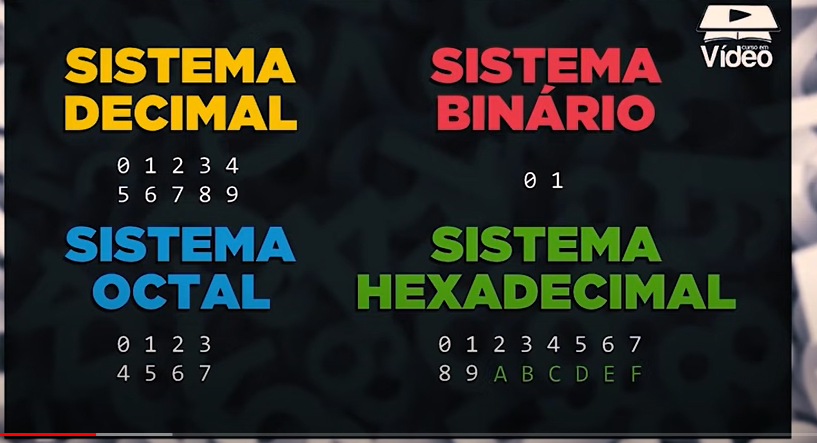 curso em
Vídeo
SISTEMA
DECIMAL
0 1 2 3 4
5 6 7 8 9
SISTEMA
BINÁRIO
0 1
SISTEMA
OCTAL
0 1 2 3
4 5 6 7
SISTEMA
HEXADECIMAL
0 1 2 3 4 5 6 7
8 9 A B C D E F